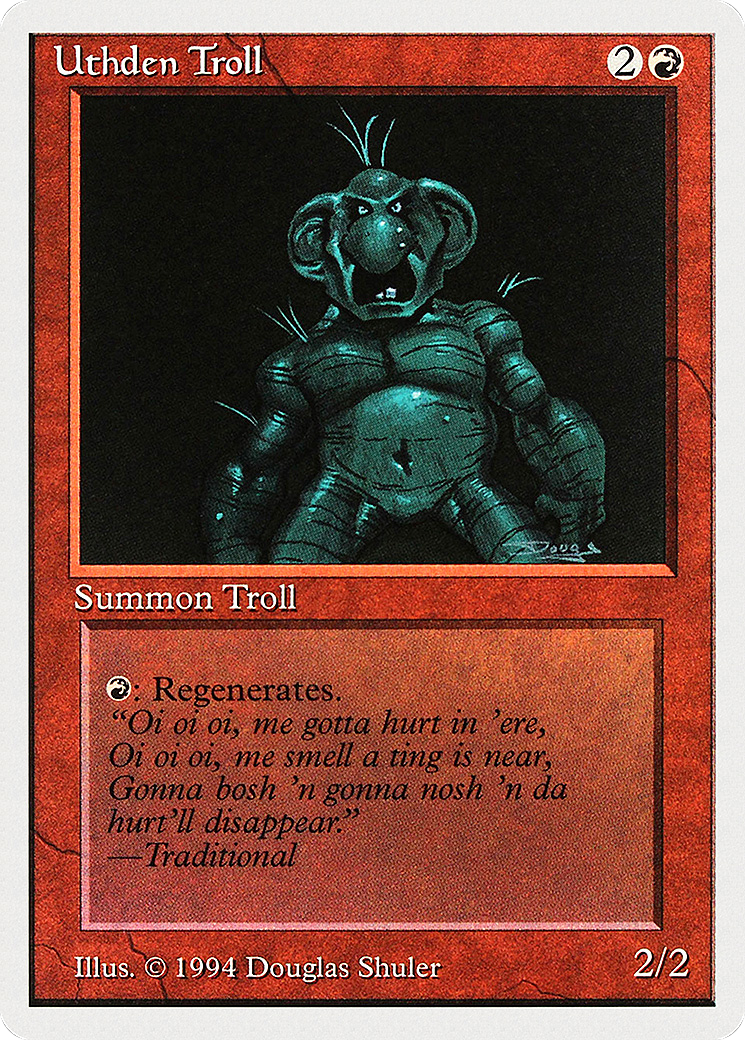 Uthden Troll
2
Doug S
Summon Troll
: Regenerates.
“Oi oi oi, me gotta hurt in ’ere,
Oi oi oi, me smell a ting is near,
Gonna bosh ’n gonna nosh ’n da
hurt’ll disappear.”
—Traditional
Illus. © 1994 Douglas Shuler
2/2